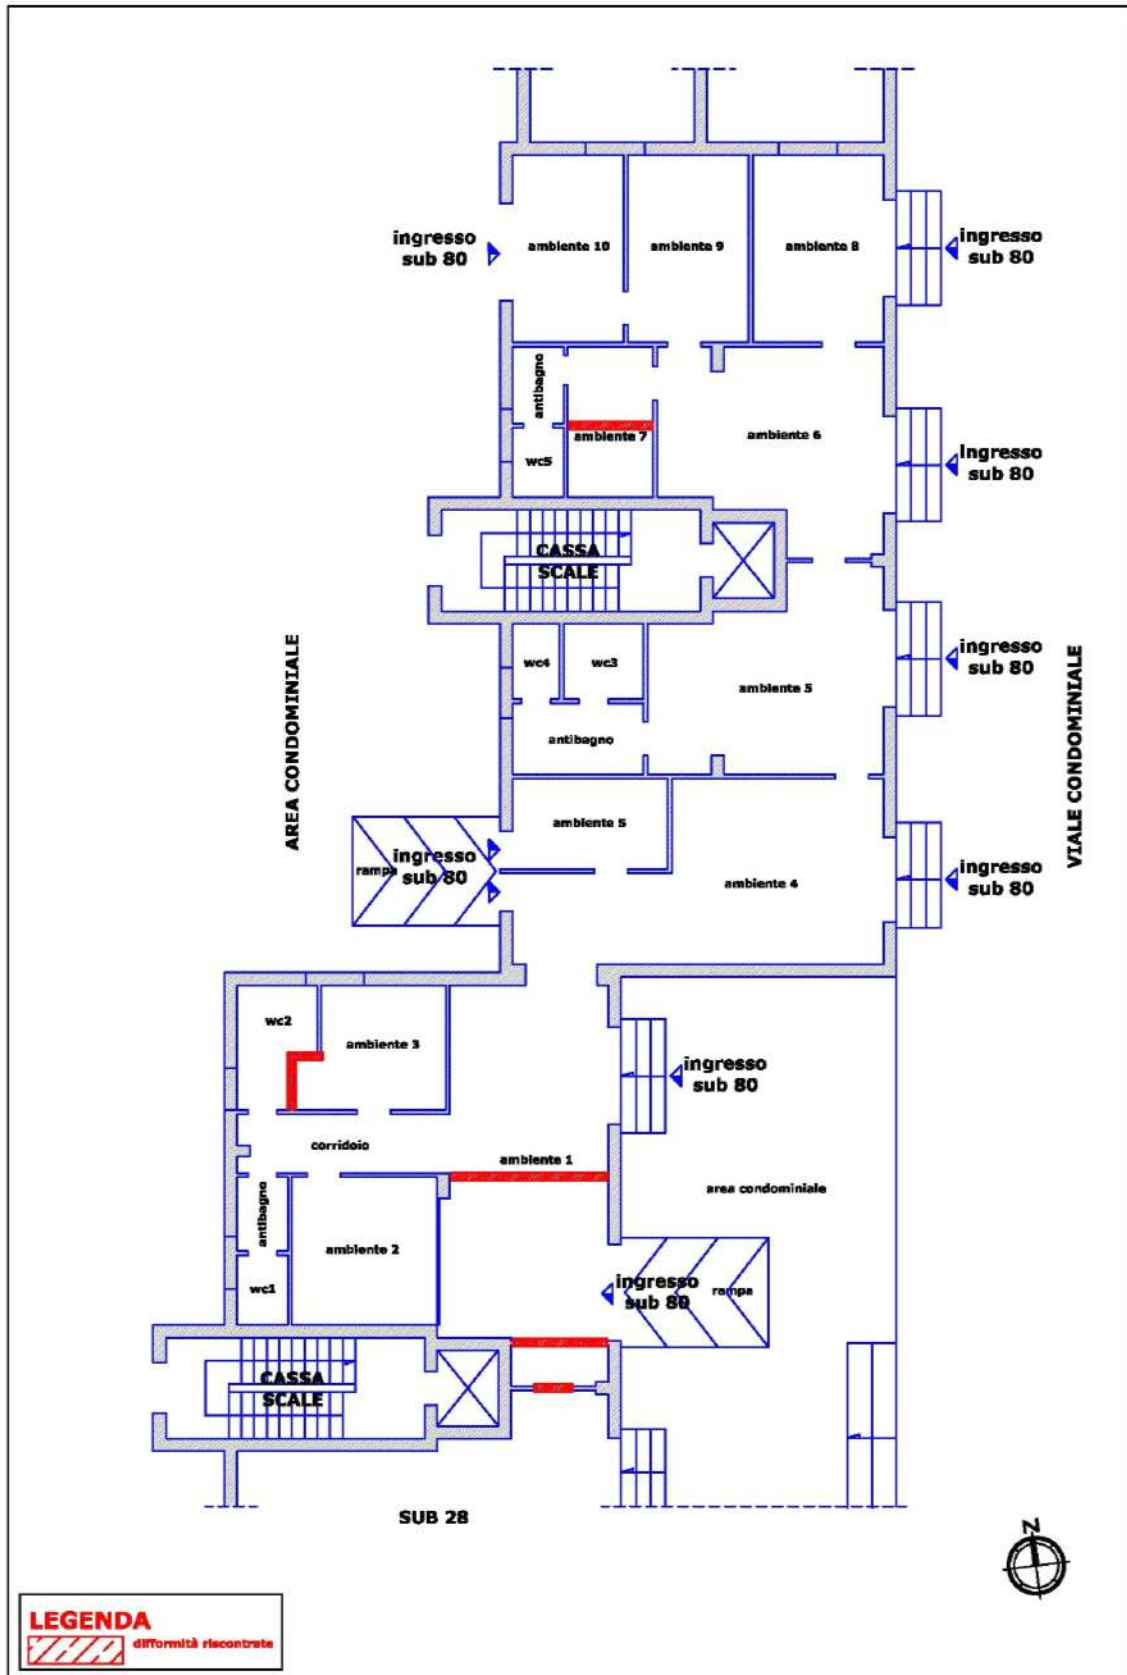 ingresso
sub 80
ambiente 10
ambiente 9
ambiente 8
ingresso
sub 80
antibagno
ambiente 7
ambiente 6
wc5
ingresso
sub 80
CASSA
SCALE
AREA CONDOMINIALE
wc4
wc3
ambiente 5
ingresso
sub 80
VIALE CONDOMINIALE
antibagno
ambiente 5
rampa
ingresso
sub 80
ambiente 4
ingresso
sub 80
wc2
ambiente 3
ingresso
sub 80
corridoio
ambiente 1
area condominiale
antibagno
ambiente 2
wc1
ingresso
sub 80
rampa
CASSA
SCALE
SUB 28
N
LEGENDA
difformità riscontrate